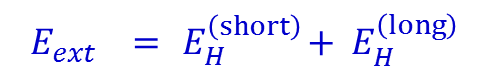 E_ext = E_H^(short) + E_H^(long)